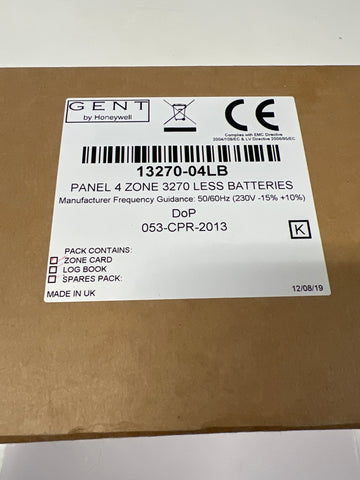 GENT
by Honeywell
CE
Complies with EMC Directive
2004/108/EC & LV Directive 2006/95/EC
13270-04LB
PANEL 4 ZONE 3270 LESS BATTERIES
Manufacturer Frequency Guidance: 50/60Hz (230V -15% +10%)
DoP
053-CPR-2013
K
PACK CONTAINS:
ZONE CARD
LOG BOOK
SPARES PACK:
MADE IN UK
12/08/19